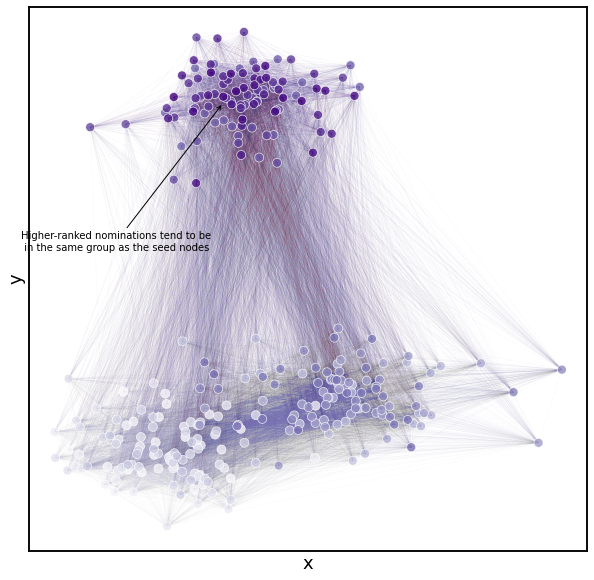 Higher-ranked nominations tend to be
in the same group as the seed nodes
y
x